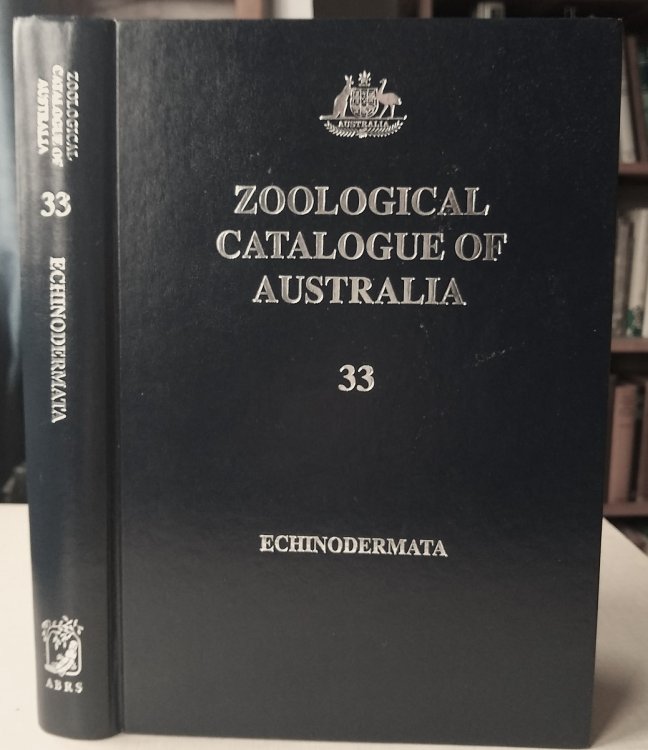 ZOOLOGICAL
CATALOGUE OF
AUSTRALIA
33
ECHINODERMATA
ABRS
AUSTRALIA
ZOOLOGICAL
CATALOGUE OF
AUSTRALIA
33
ECHINODERMATA